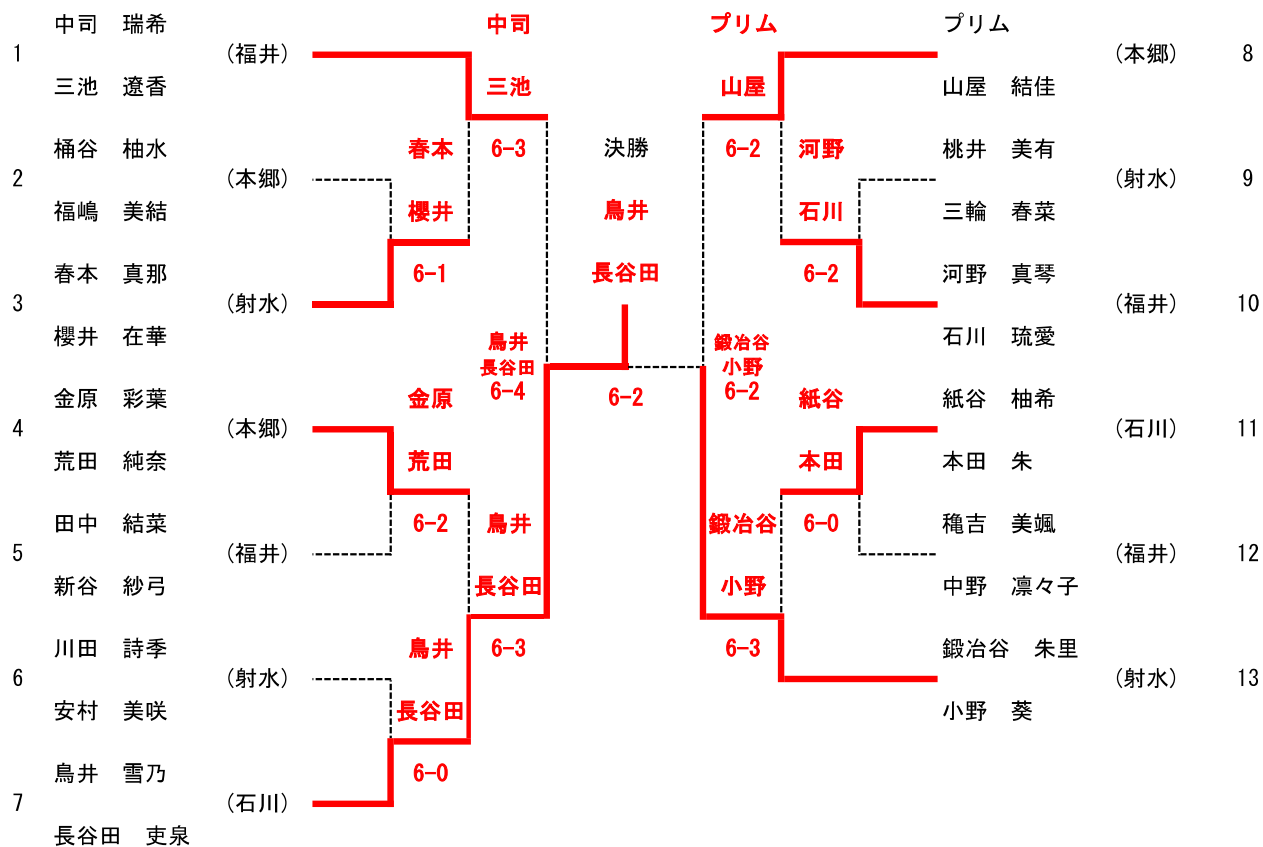 中司　瑞希 中司 プリム プリム
1 （福井） （本郷） 8
三池　遼香 三池 山屋 山屋　結佳
桶谷　柚水 春本 6-3 決勝 6-2 河野 桃井　美有
2 （本郷） （射水） 9
福嶋　美結 櫻井 鳥井 石川 三輪　春菜
春本　真那 6-1 長谷田 6-2 河野　真琴
3 （射水） （福井） 10
櫻井　在華 鳥井 鍛冶谷 石川　琉愛
長谷田 小野
金原　彩葉 金原 6-4 6-2 6-2 紙谷 紙谷　柚希
4 （本郷） （石川） 11
荒田　純奈 荒田 本田 本田　朱
田中　結菜 6-2 鳥井 鍛冶谷 6-0 穐吉　美颯
5 （福井） （福井） 12
新谷　紗弓 長谷田 小野 中野　凛々子
川田　詩季 鳥井 6-3 6-3 鍛冶谷　朱里
6 （射水） （射水） 13
安村　美咲 長谷田 小野　葵
鳥井　雪乃 6-0
7 （石川）
長谷田　吏泉